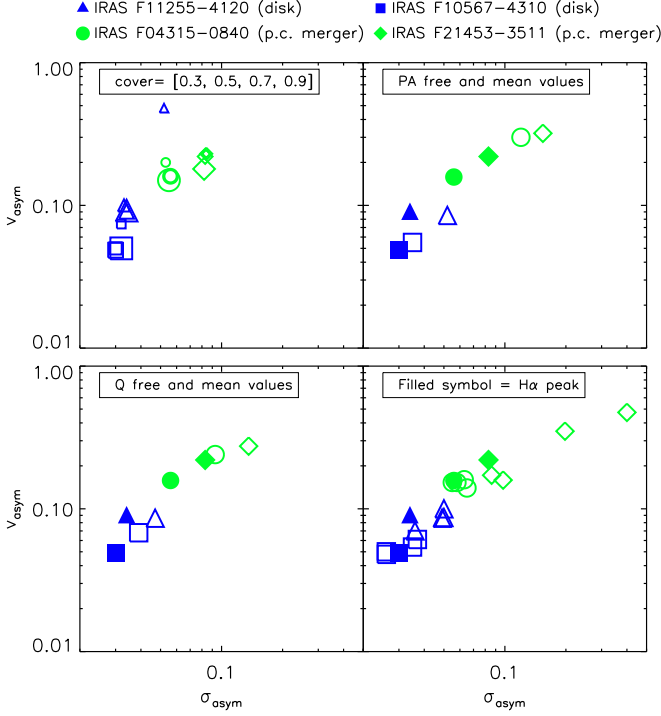 IRAS F11255-4120 (disk) IRAS F10567-4310 (disk)
IRAS F04315-0840 (p.c. merger) IRAS F21453-3511 (p.c. merger)
1.00
cover= [0.3, 0.5, 0.7, 0.9]
PA free and mean values
v_asym
0.10
0.01
1.00
Q free and mean values
Filled symbol = Hα peak
v_asym
0.10
0.01
0.1 0.1
σ_asym σ_asym